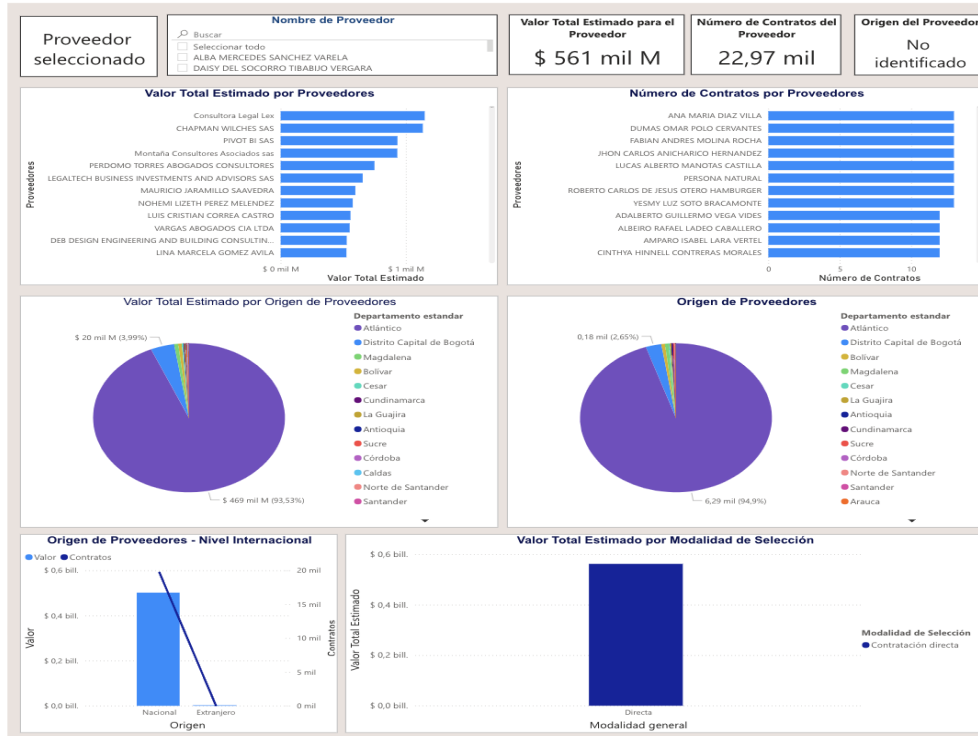 Proveedor
seleccionado
Nombre de Proveedor
Buscar
Seleccionar todo
ALBA MERCEDES SANCHEZ VARELA
DAISY DEL SOCORRO TIBABIJO VERGARA
Valor Total Estimado para el
Proveedor
$ 561 mil M
Número de Contratos del
Proveedor
22,97 mil
Origen del Proveedor
No
identificado
Valor Total Estimado por Proveedores
Proveedores
Consultora Legal Lex
CHAPMAN WILCHES SAS
PIVOT BI SAS
Montaña Consultores Asociados sas
PERDOMO TORRES ABOGADOS CONSULTORES
LEGALTECH BUSINESS INVESTMENTS AND ADVISORS SAS
MAURICIO JARAMILLO SAAVEDRA
NOHEMI LIZETH PEREZ MELENDEZ
LUIS CRISTIAN CORREA CASTRO
VARGAS ABOGADOS CIA LTDA
DEB DESIGN ENGINEERING AND BUILDING CONSULTIN...
LINA MARCELA GOMEZ AVILA
$ 0 mil M
$ 1 mil M
Valor Total Estimado
Número de Contratos por Proveedores
Proveedores
ANA MARIA DIAZ VILLA
DUMAS OMAR POLO CERVANTES
FABIAN ANDRES MOLINA ROCHA
JHON CARLOS ANICHARICO HERNANDEZ
LUCAS ALBERTO MANOTAS CASTILLA
PERSONA NATURAL
ROBERTO CARLOS DE JESUS OTERO HAMBURGER
YESMY LUZ SOTO BRACAMONTE
ADALBERTO GUILLERMO VEGA VIDES
ALBEIRO RAFAEL LADEO CABALLERO
AMPARO ISABEL LARA VERTEL
CINTHYA HINNELL CONTRERAS MORALES
0
5
10
Número de Contratos
Valor Total Estimado por Origen de Proveedores
$ 20 mil M (3,99%)
$ 469 mil M (93,53%)
Departamento estandar
Atlántico
Distrito Capital de Bogotá
Magdalena
Bolívar
Cesar
Cundinamarca
La Guajira
Antioquia
Sucre
Córdoba
Caldas
Norte de Santander
Santander
Origen de Proveedores
0,18 mil (2,65%)
6,29 mil (94,9%)
Departamento estandar
Atlántico
Distrito Capital de Bogotá
Bolívar
Magdalena
Cesar
La Guajira
Antioquia
Cundinamarca
Sucre
Córdoba
Norte de Santander
Santander
Arauca
Origen de Proveedores - Nivel Internacional
Valor
Contratos
Valor
$ 0,6 bill.
$ 0,4 bill.
$ 0,2 bill.
$ 0,0 bill.
20 mil
15 mil
10 mil
5 mil
0 mil
Contratos
Nacional
Extranjero
Origen
Valor Total Estimado por Modalidad de Selección
Valor Total Estimado
$ 0,6 bill.
$ 0,4 bill.
$ 0,2 bill.
$ 0,0 bill.
Directa
Modalidad general
Modalidad de Selección
Contratación directa